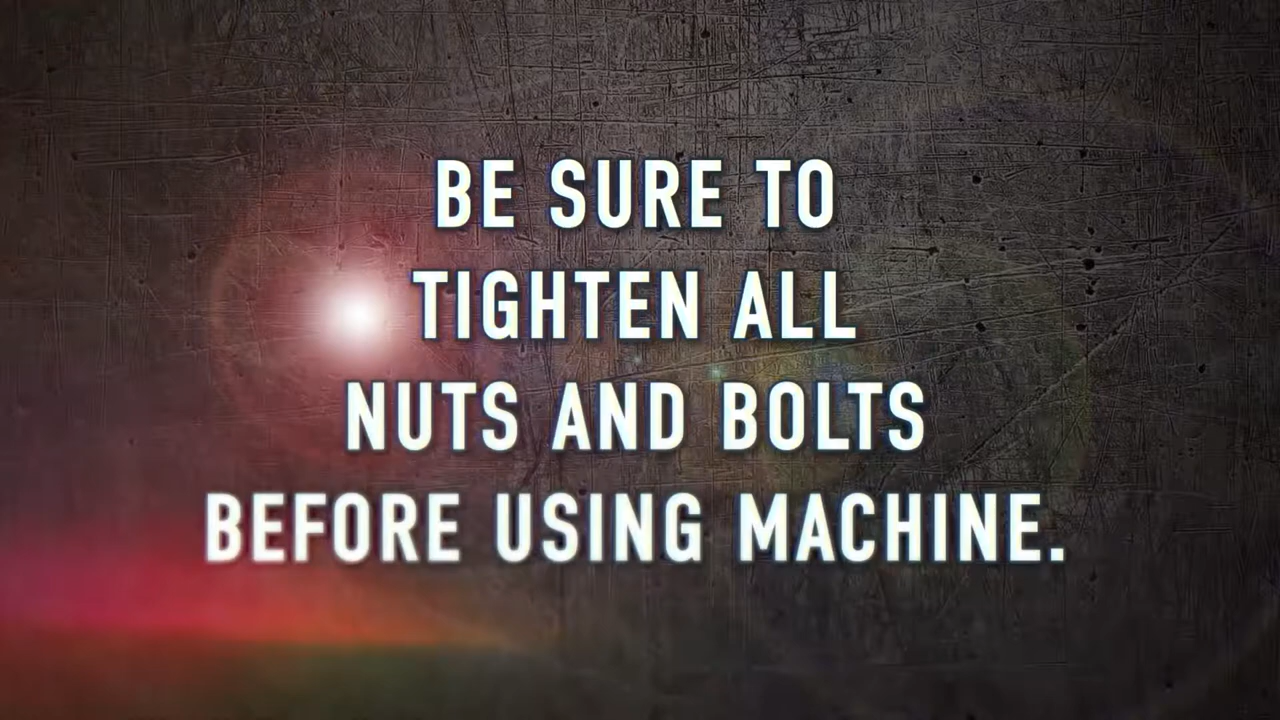 BE SURE TO
TIGHTEN ALL
NUTS AND BOLTS
BEFORE USING MACHINE.